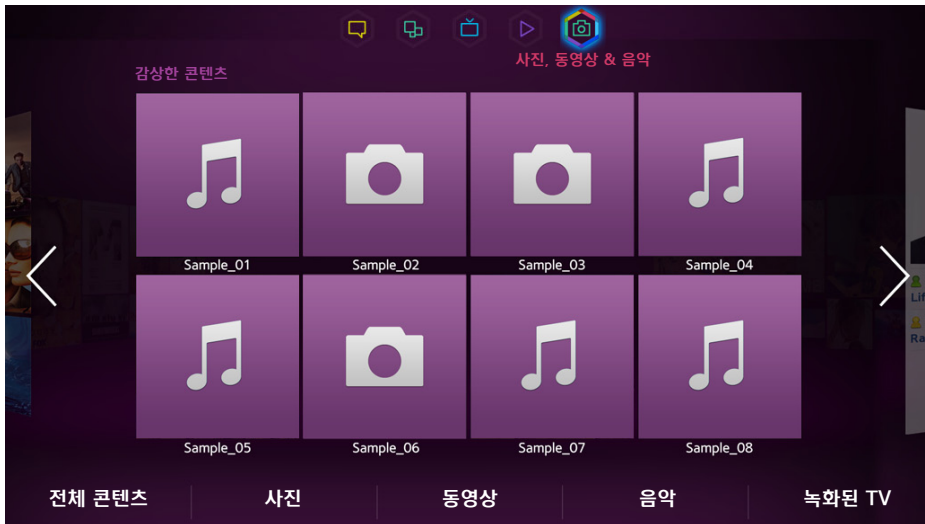 사진, 동영상 & 음악
감상한 콘텐츠
Sample_01 Sample_02 Sample_03 Sample_04
Sample_05 Sample_06 Sample_07 Sample_08
전체 콘텐츠 사진 동영상 음악 녹화된 TV